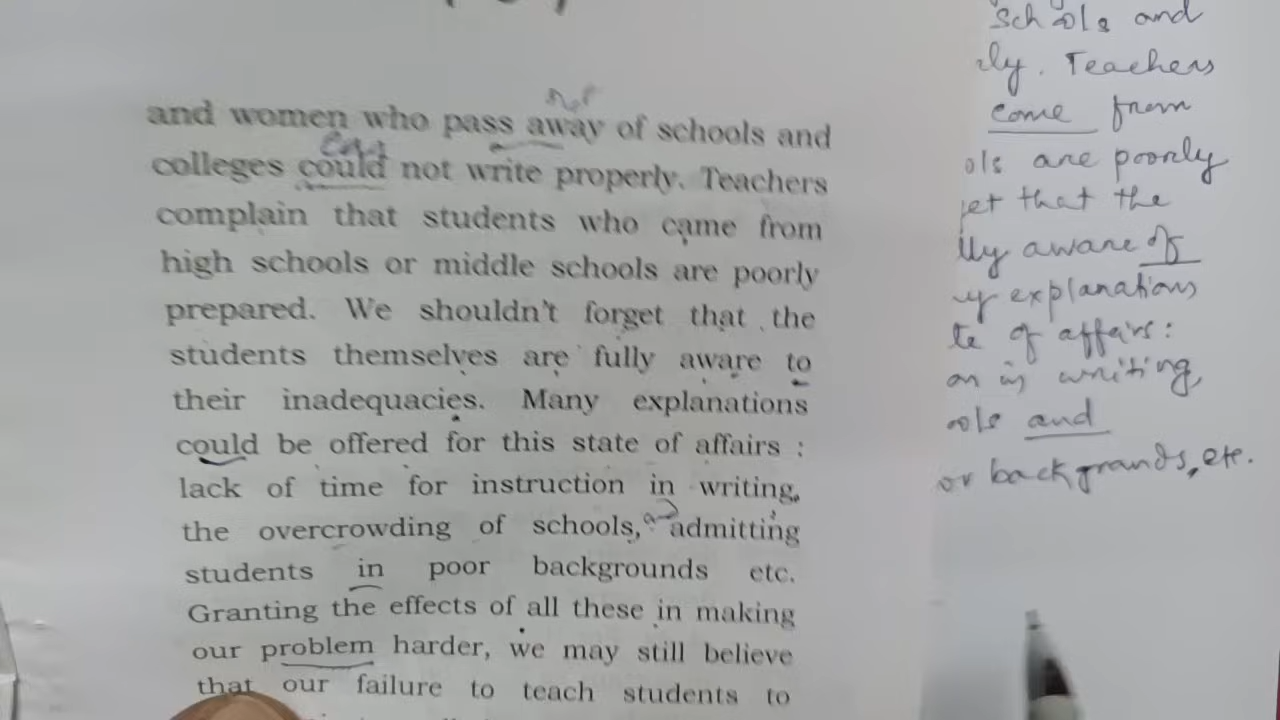 and women who pass away of schools and
colleges could not write properly. Teachers
complain that students who came from
high schools or middle schools are poorly
prepared. We shouldn't forget that the
students themselves are fully aware to
their inadequacies. Many explanations
could be offered for this state of affairs :
lack of time for instruction in writing,
the overcrowding of schools, admitting
students in poor backgrounds etc.
Granting the effects of all these in making
our problem harder, we may still believe
that our failure to teach students to
out
can
and
Schools and
ly. Teachers
come from
ols are poorly
et that the
lly aware of
y explanations
te of affairs:
on in writing,
ols and
or backgrands, etc.